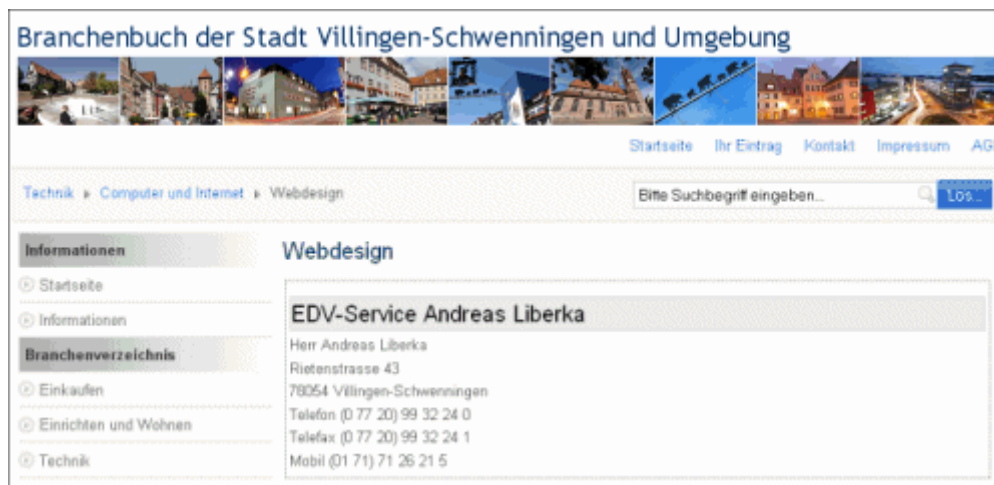 Branchenbuch der Stadt Villingen-Schwenningen und Umgebung
Startseite Ihr Eintrag Kontakt Impressum AG
Technik Computer und Internet Webdesign
Bitte Suchbegriff eingeben...
Los...
Informationen
Startseite
Informationen
Branchenverzeichnis
Einkaufen
Einrichten und Wohnen
Technik
Webdesign
EDV-Service Andreas Liberka
Herr Andreas Liberka
Rietenstrasse 43
78054 Villingen-Schwenningen
Telefon (0 77 20) 99 32 24 0
Telefax (0 77 20) 99 32 24 1
Mobil (01 71) 71 26 21 5